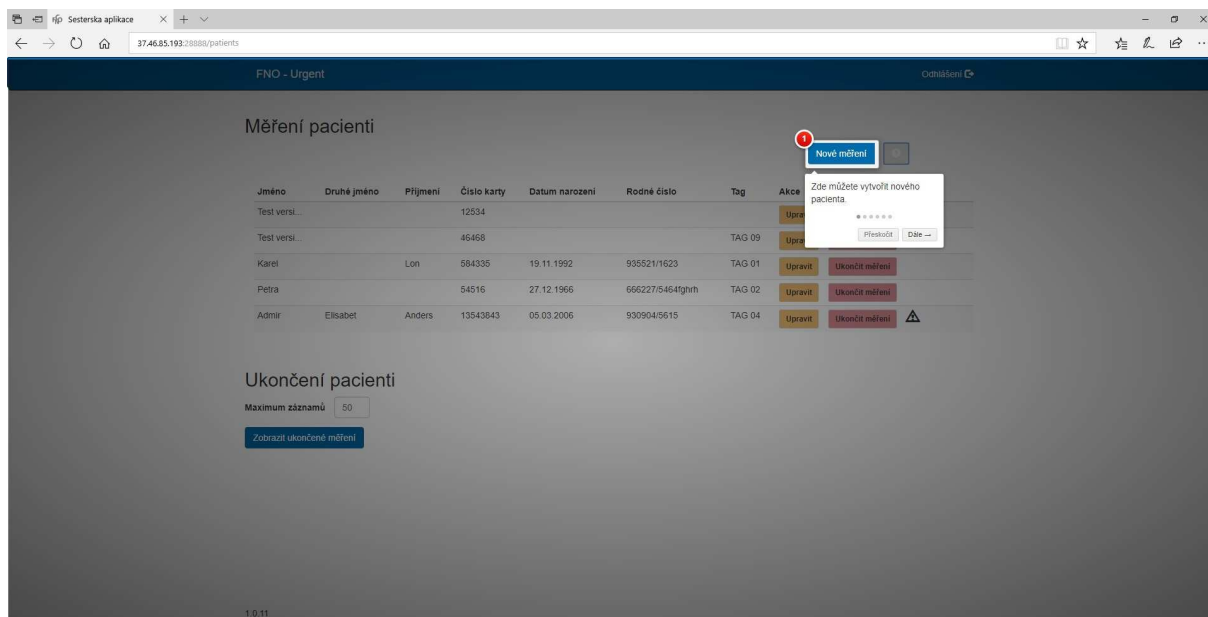 Sesterska aplikace
37.46.85.193:28888/patients
FNO - Urgent Odhlášení
Měření pacienti
1
Nové měření
Jméno Druhé jméno Příjmení Číslo karty Datum narození Rodné číslo Tag Akce
Zde můžete vytvořit nového
pacienta.
Přeskočit Dále →
Test versi... 12534 Upra
Test versi... 46468 TAG 09 Upra
Karel Lon 584335 19.11.1992 935521/1623 TAG 01 Upravit Ukončit měření
Petra 54516 27.12.1966 666227/5464fghrh TAG 02 Upravit Ukončit měření
Admir Elisabet Anders 13543843 05.03.2006 930904/5615 TAG 04 Upravit Ukončit měření
Ukončení pacienti
Maximum záznamů 50
Zobrazit ukončené měření
1.0.11